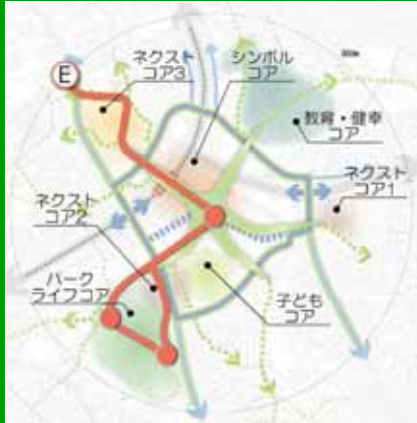 E
ネクスト
コア3
シンボル
コア
教育・健幸
コア
ネクスト
コア1
ネクスト
コア2
パーク
ライフコア
子ども
コア